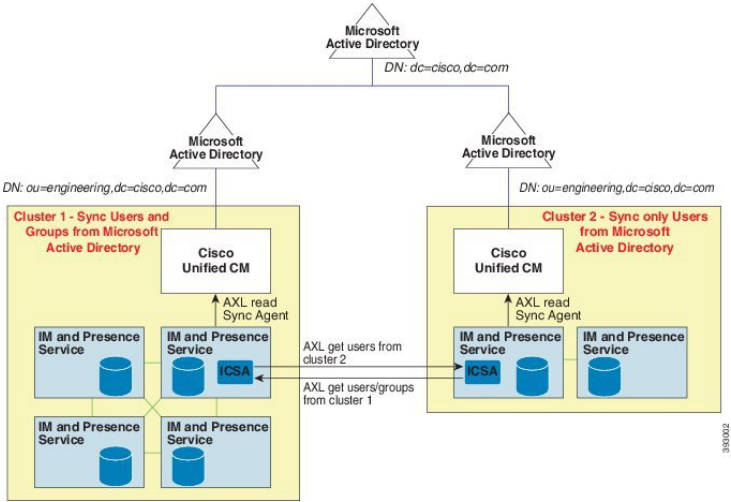 Microsoft
Active Directory
DN: dc=cisco,dc=com
Microsoft
Active Directory
Microsoft
Active Directory
DN: ou=engineering,dc=cisco,dc=com
DN: ou=engineering,dc=cisco,dc=com
Cluster 1 - Sync Users and
Groups from Microsoft
Active Directory
Cisco
Unified CM
AXL read
Sync Agent
IM and Presence
Service
IM and Presence
Service
ICSA
IM and Presence
Service
IM and Presence
Service
AXL get users from
cluster 2
AXL get users/groups
from cluster 1
Cluster 2 - Sync only Users
from Microsoft
Active Directory
Cisco
Unified CM
AXL read
Sync Agent
IM and Presence
Service
ICSA
IM and Presence
Service
393002